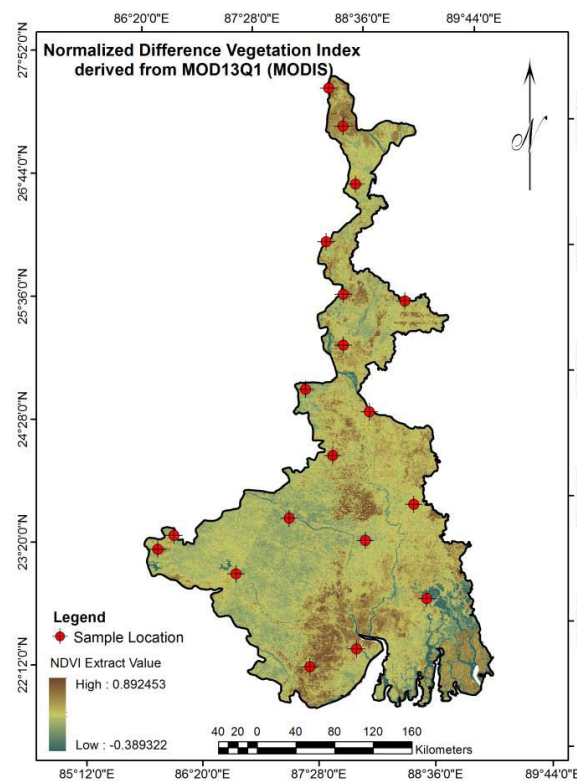 86°20'0"E 87°28'0"E 88°36'0"E 89°44'0"E
Normalized Difference Vegetation Index
derived from MOD13Q1 (MODIS)
N
27°52'0"N
26°44'0"N
25°36'0"N
24°28'0"N
23°20'0"N
22°12'0"N
Legend
Sample Location
NDVI Extract Value
High : 0.892453
Low : -0.389322
40 20 0 40 80 120 160
Kilometers
85°12'0"E 86°20'0"E 87°28'0"E 88°36'0"E 89°44'0"E